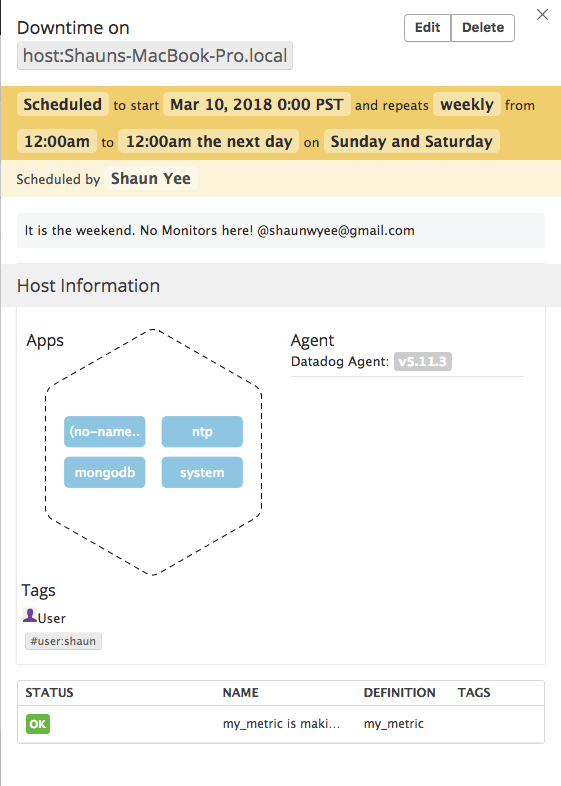 Downtime on
host:Shauns-MacBook-Pro.local
Edit
Delete
Scheduled to start Mar 10, 2018 0:00 PST and repeats weekly from
12:00am to 12:00am the next day on Sunday and Saturday
Scheduled by Shaun Yee
It is the weekend. No Monitors here! @shaunwyee@gmail.com
Host Information
Apps
(no-name..
ntp
mongodb
system
Agent
Datadog Agent: v5.11.3
Tags
User
#user:shaun
STATUS NAME DEFINITION TAGS
OK my_metric is maki... my_metric